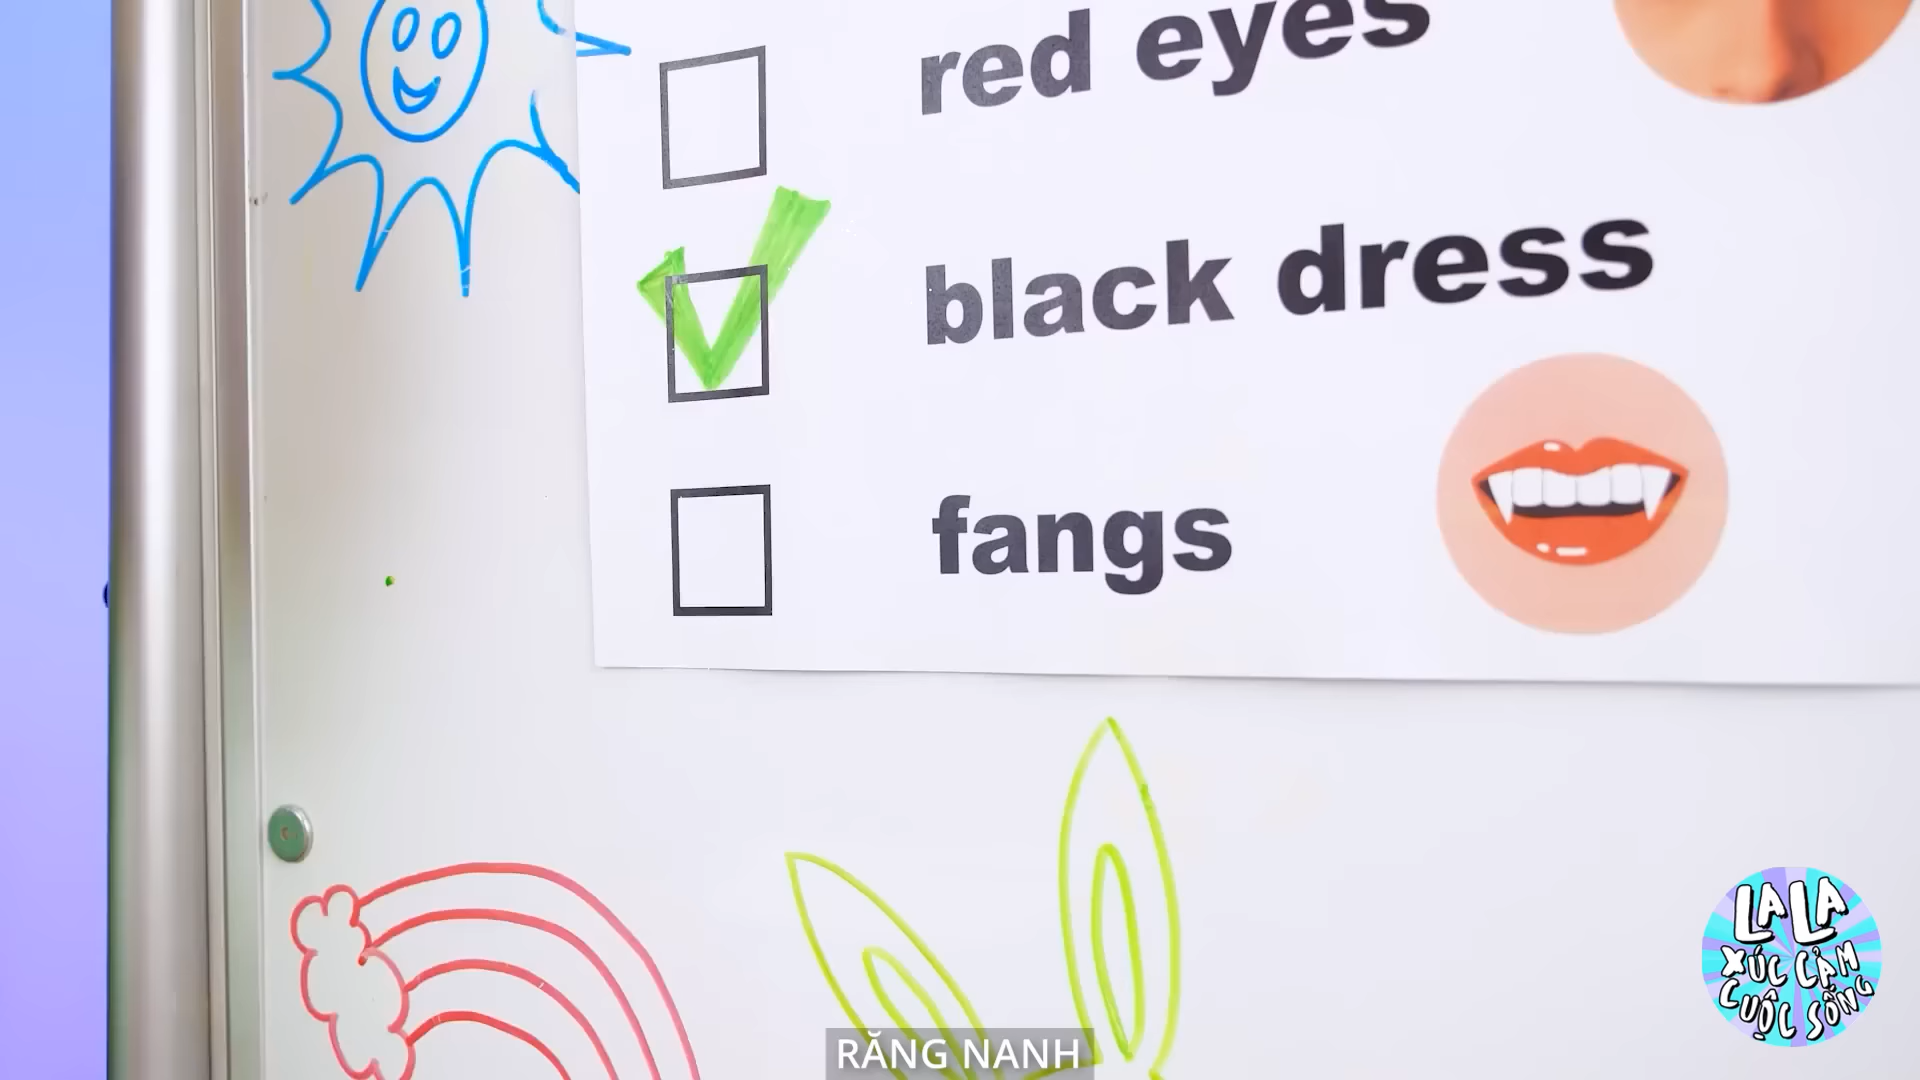 red eyes
black dress
fangs
LA LA
XÚC CẢM
CUỘC SỐNG
RĂNG NANH